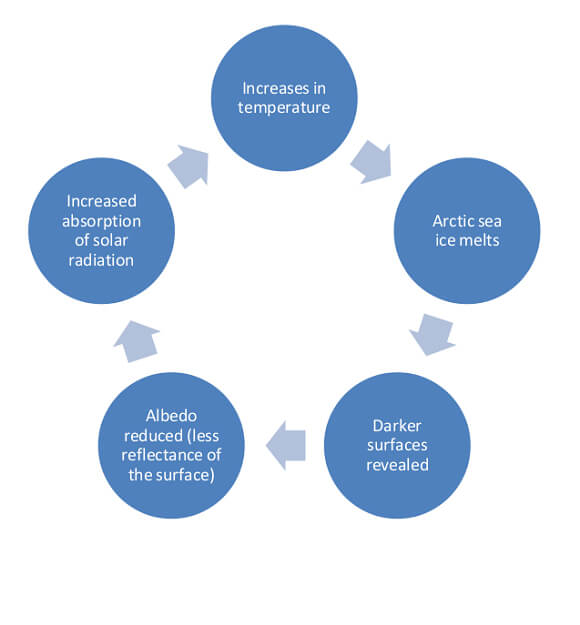 Increases in
temperature
Arctic sea
ice melts
Darker
surfaces
revealed
Albedo
reduced (less
reflectance of
the surface)
Increased
absorption
of solar
radiation